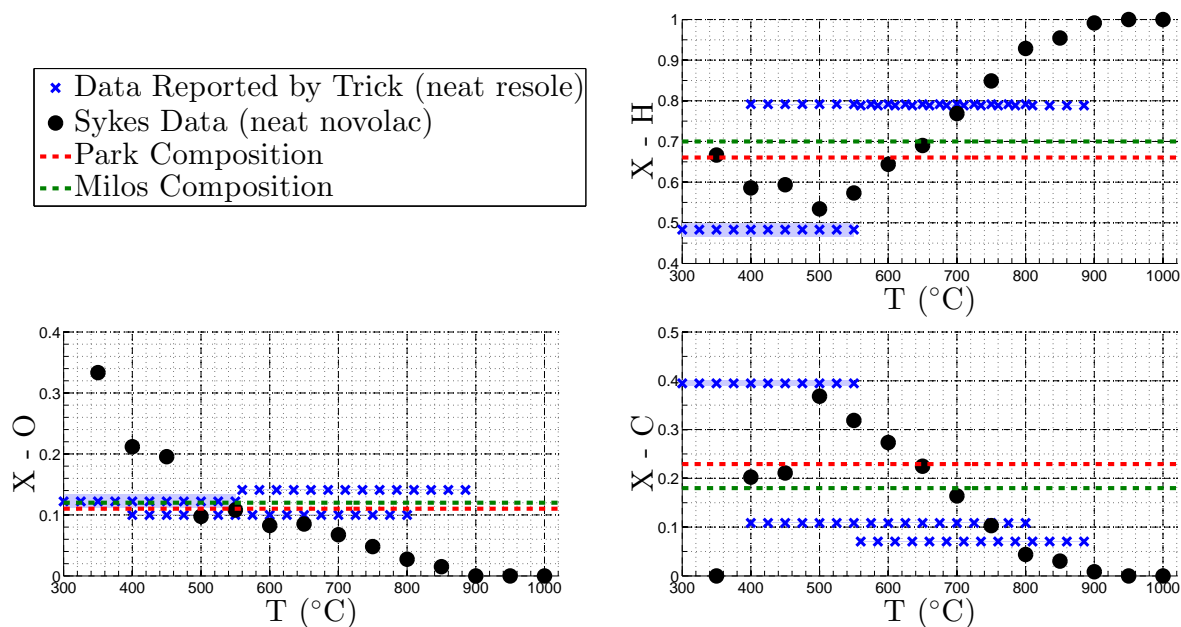 Data Reported by Trick (neat resole)
Sykes Data (neat novolac)
Park Composition
Milos Composition
1
0.9
0.8
0.7
0.6
0.5
0.4
X - H
300 400 500 600 700 800 900 1000
T (°C)
0.4
0.3
0.2
0.1
0
X - O
300 400 500 600 700 800 900 1000
T (°C)
0.5
0.4
0.3
0.2
0.1
0
X - C
300 400 500 600 700 800 900 1000
T (°C)